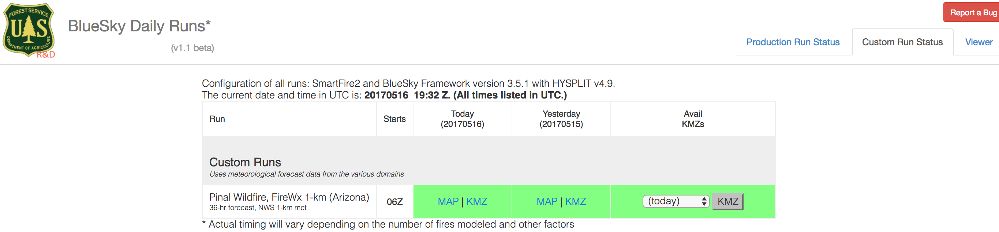 FOREST SERVICE
UAS
DEPARTMENT OF AGRICULTURE
R&D
BlueSky Daily Runs*
(v1.1 beta)
Report a Bug
Production Run Status
Custom Run Status
Viewer
Configuration of all runs: SmartFire2 and BlueSky Framework version 3.5.1 with HYSPLIT v4.9.
The current date and time in UTC is: 20170516 19:32 Z. (All times listed in UTC.)
Run
Starts
Today
(20170516)
Yesterday
(20170515)
Avail
KMZs
Custom Runs
Uses meteorological forecast data from the various domains
Pinal Wildfire, FireWx 1-km (Arizona)
36-hr forecast, NWS 1-km met
06Z
MAP | KMZ
MAP | KMZ
(today)
KMZ
* Actual timing will vary depending on the number of fires modeled and other factors